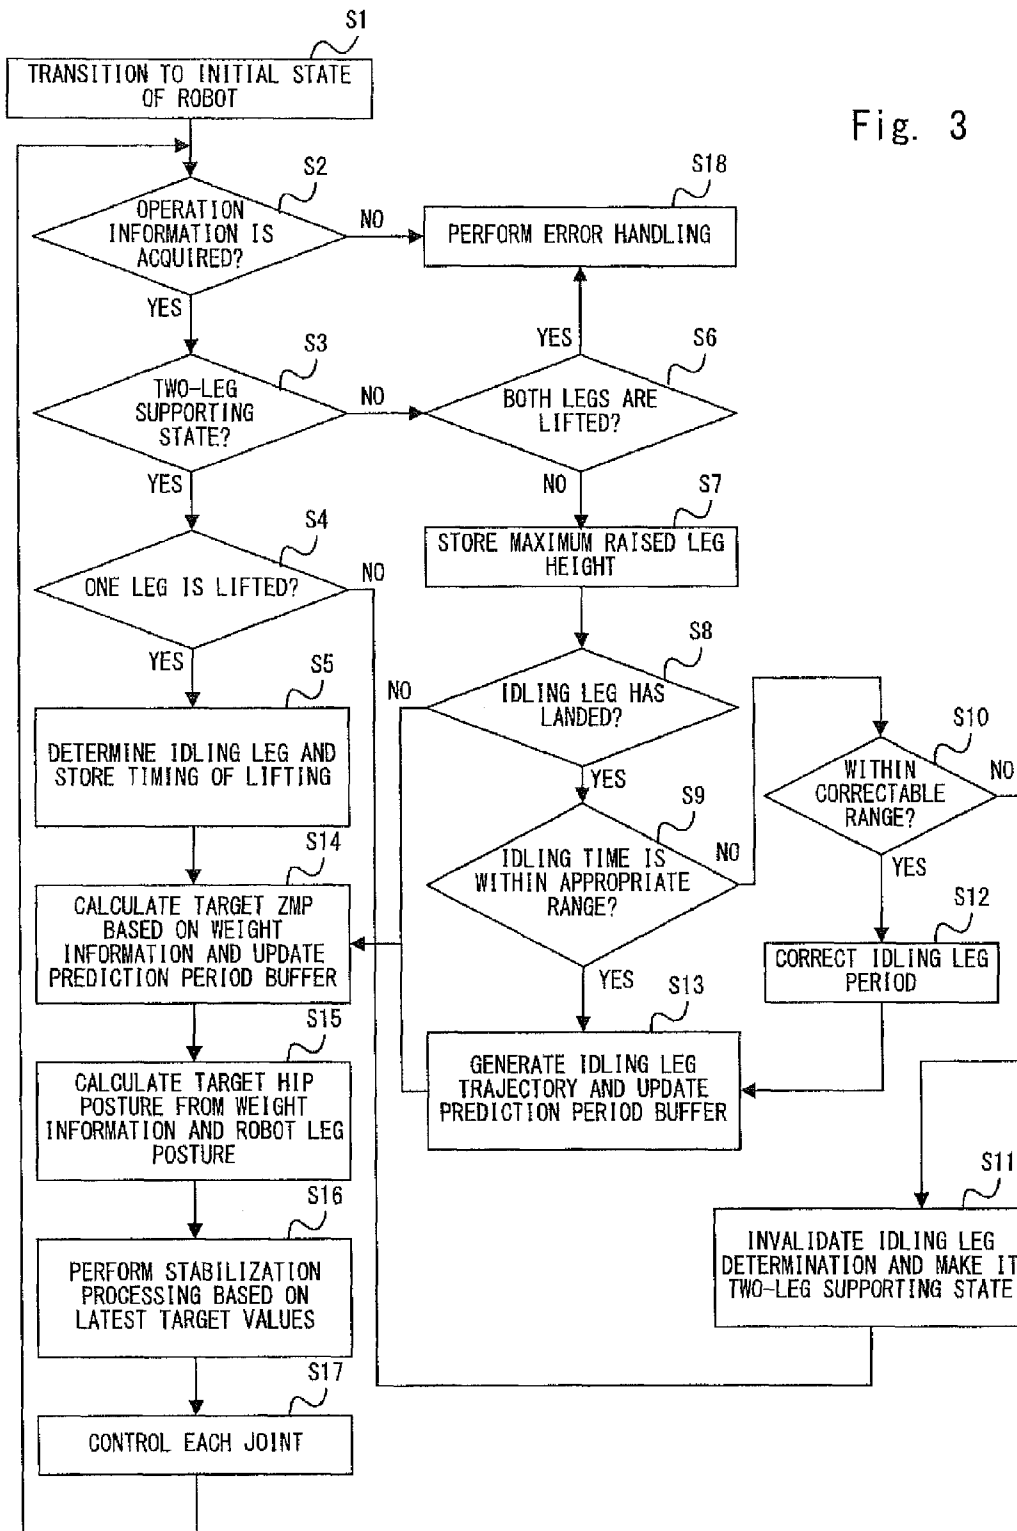 S1
TRANSITION TO INITIAL STATE
OF ROBOT
Fig. 3
S2
OPERATION
INFORMATION IS
ACQUIRED?
NO
YES
S18
PERFORM ERROR HANDLING
S3
TWO-LEG
SUPPORTING
STATE?
NO
YES
YES
S6
BOTH LEGS ARE
LIFTED?
NO
S4
ONE LEG IS LIFTED?
NO
YES
S7
STORE MAXIMUM RAISED LEG
HEIGHT
S5
DETERMINE IDLING LEG AND
STORE TIMING OF LIFTING
S8
IDLING LEG HAS
LANDED?
NO
YES
S9
IDLING TIME IS
WITHIN APPROPRIATE
RANGE?
NO
YES
S10
WITHIN
CORRECTABLE
RANGE?
NO
YES
S12
CORRECT IDLING LEG
PERIOD
S14
CALCULATE TARGET ZMP
BASED ON WEIGHT
INFORMATION AND UPDATE
PREDICTION PERIOD BUFFER
S13
GENERATE IDLING LEG
TRAJECTORY AND UPDATE
PREDICTION PERIOD BUFFER
S15
CALCULATE TARGET HIP
POSTURE FROM WEIGHT
INFORMATION AND ROBOT LEG
POSTURE
S11
INVALIDATE IDLING LEG
DETERMINATION AND MAKE IT
TWO-LEG SUPPORTING STATE
S16
PERFORM STABILIZATION
PROCESSING BASED ON
LATEST TARGET VALUES
S17
CONTROL EACH JOINT